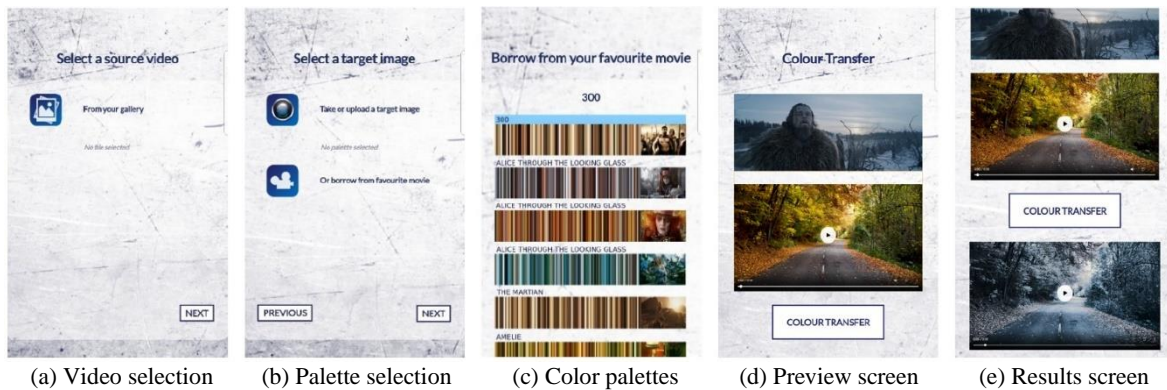 Select a source video
From your gallery
No file selected
NEXT
(a) Video selection
Select a target image
Take or upload a target image
No palette selected
Or borrow from favourite movie
PREVIOUS
NEXT
(b) Palette selection
Borrow from your favourite movie
300
300
ALICE THROUGH THE LOOKING GLASS
ALICE THROUGH THE LOOKING GLASS
ALICE THROUGH THE LOOKING GLASS
THE MARTIAN
AMELIE
(c) Color palettes
Colour Transfer
COLOUR TRANSFER
(d) Preview screen
COLOUR TRANSFER
(e) Results screen